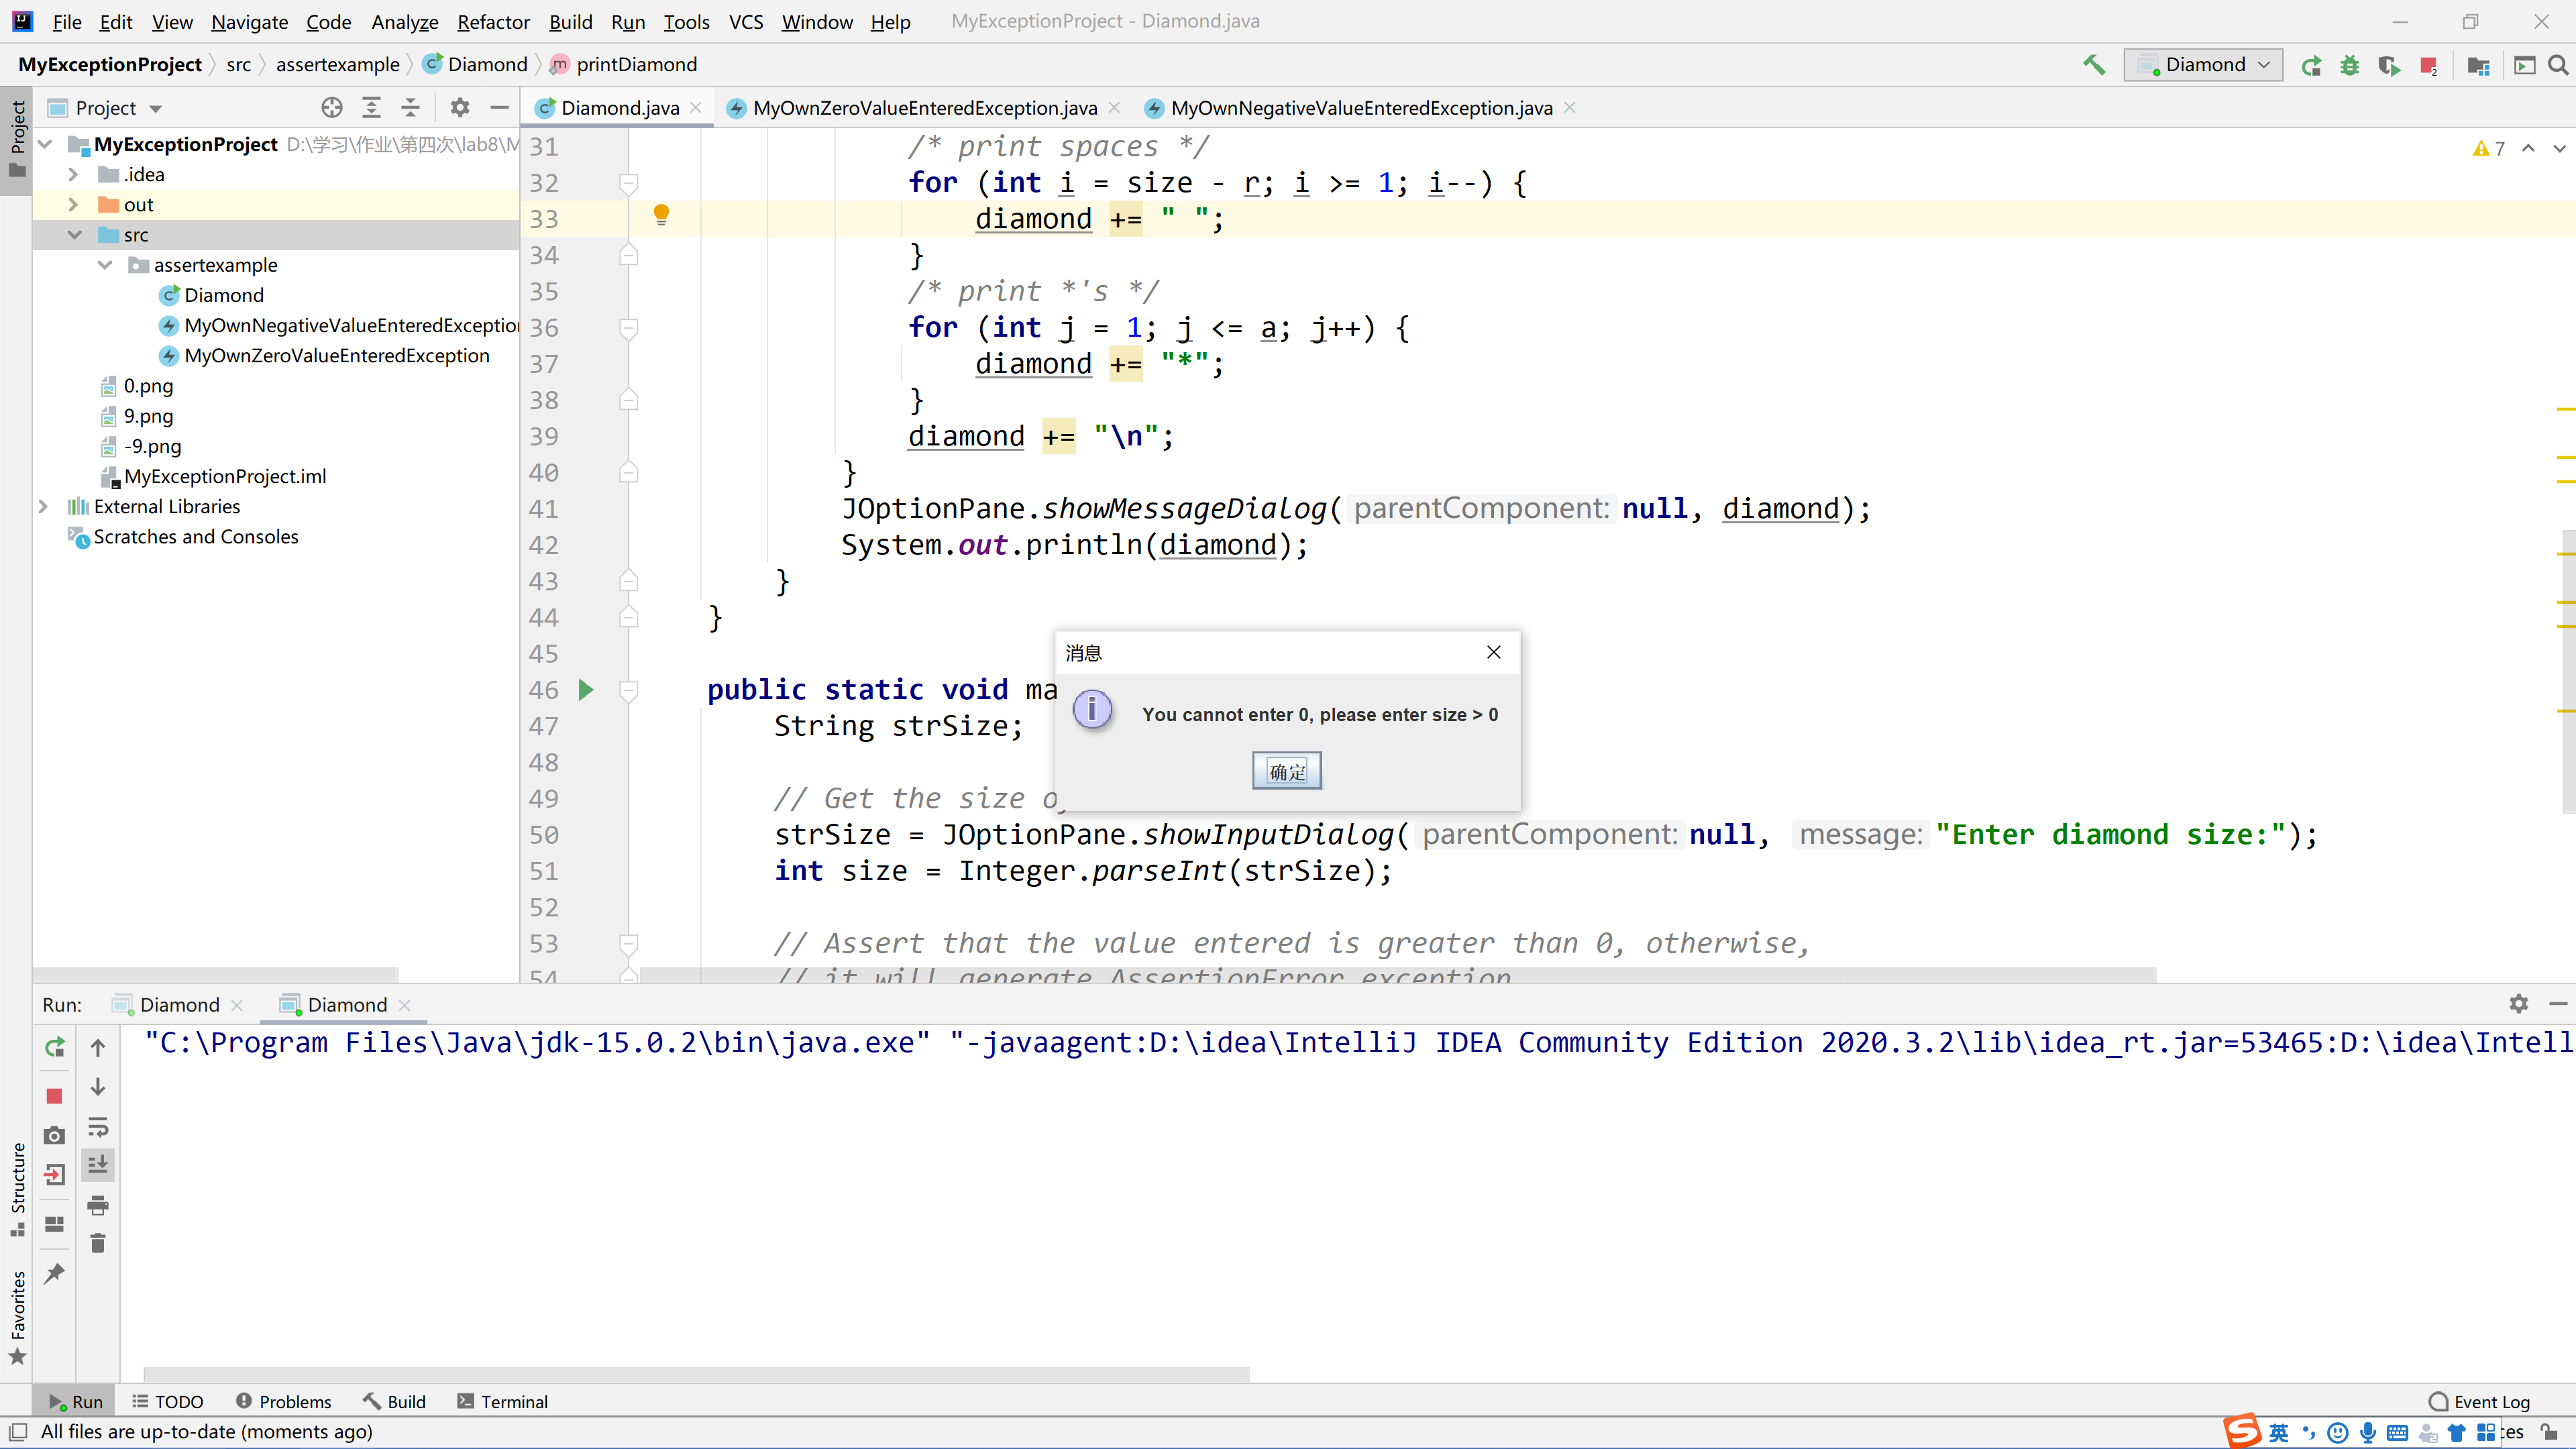 File Edit View Navigate Code Analyze Refactor Build Run Tools VCS Window Help MyExceptionProject - Diamond.java
MyExceptionProject src assertexample Diamond printDiamond Diamond 2
Project
Project
Diamond.java MyOwnZeroValueEnteredException.java MyOwnNegativeValueEnteredException.java
MyExceptionProject D:\学习\作业\第四次\lab8\M
.idea
out
src
assertexample
Diamond
MyOwnNegativeValueEnteredExceptio
MyOwnZeroValueEnteredException
0.png
9.png
-9.png
MyExceptionProject.iml
External Libraries
Scratches and Consoles
7
31 /* print spaces */
32 for (int i = size - r; i >= 1; i--) {
33 diamond += " ";
34 }
35 /* print *'s */
36 for (int j = 1; j <= a; j++) {
37 diamond += "*";
38 }
39 diamond += "\n";
40 }
41 JOptionPane.showMessageDialog( parentComponent: null, diamond);
42 System.out.println(diamond);
43 }
44 }
45
46 public static void ma
47 String strSize;
48
49 // Get the size o
50 strSize = JOptionPane.showInputDialog( parentComponent: null, message: "Enter diamond size:");
51 int size = Integer.parseInt(strSize);
52
53 // Assert that the value entered is greater than 0, otherwise,
54 // it will generate AssertionError exception
消息
You cannot enter 0, please enter size > 0
确定
Run: Diamond Diamond
"C:\Program Files\Java\jdk-15.0.2\bin\java.exe" "-javaagent:D:\idea\IntelliJ IDEA Community Edition 2020.3.2\lib\idea_rt.jar=53465:D:\idea\Intell
Structure
Favorites
Run TODO Problems Build Terminal Event Log
All files are up-to-date (moments ago)
英
ces